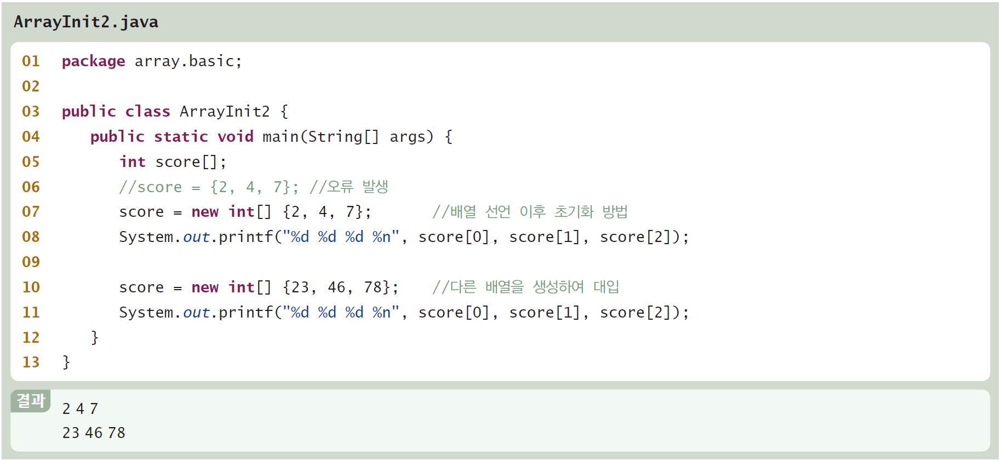 ArrayInit2.java
01 package array.basic;
02
03 public class ArrayInit2 {
04    public static void main(String[] args) {
05       int score[];
06       //score = {2, 4, 7}; //오류 발생
07       score = new int[] {2, 4, 7};       //배열 선언 이후 초기화 방법
08       System.out.printf("%d %d %d %n", score[0], score[1], score[2]);
09
10       score = new int[] {23, 46, 78};    //다른 배열을 생성하여 대입
11       System.out.printf("%d %d %d %n", score[0], score[1], score[2]);
12    }
13 }
결과
2 4 7
23 46 78